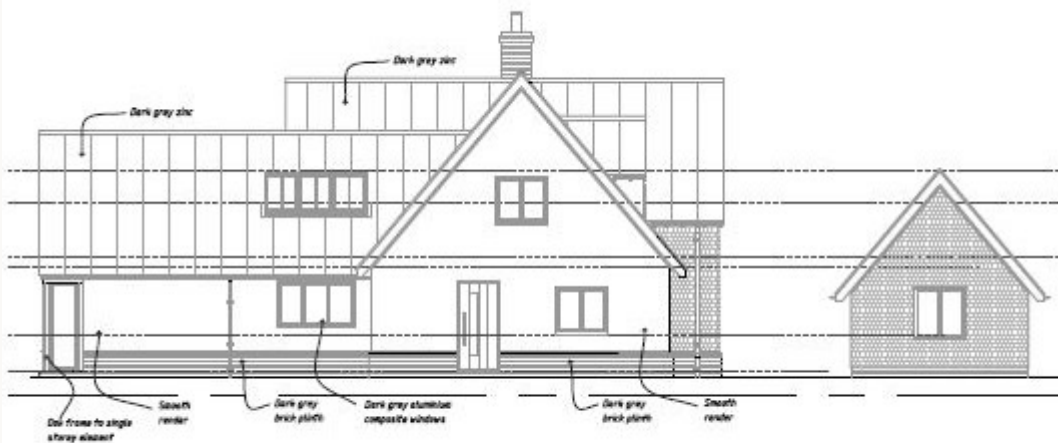 Dark grey zinc
Dark grey zinc
Oak frame to single
storey element
Smooth
render
Dark grey
brick plinth
Dark grey aluminium
composite windows
Dark grey
brick plinth
Smooth
render